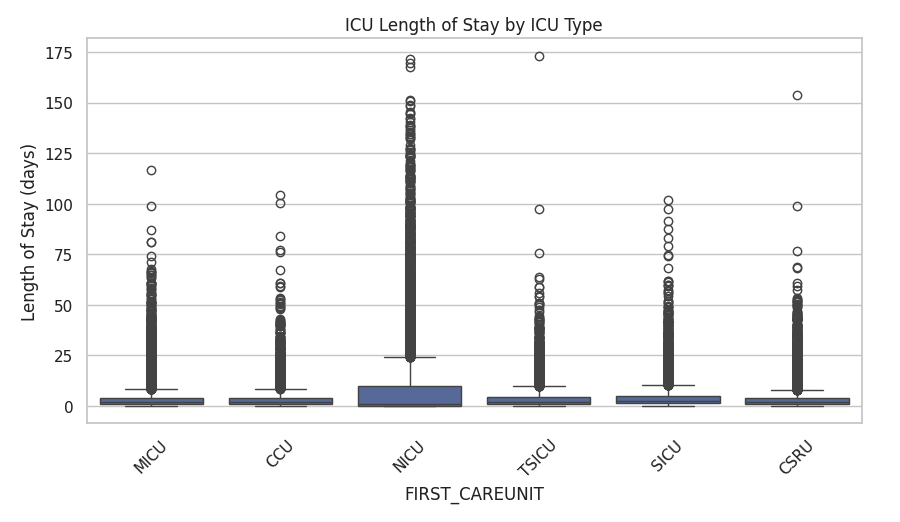 ICU Length of Stay by ICU Type
Length of Stay (days)
175
150
125
100
75
50
25
0
MICU
CCU
NICU
TSICU
SICU
CSRU
FIRST_CAREUNIT